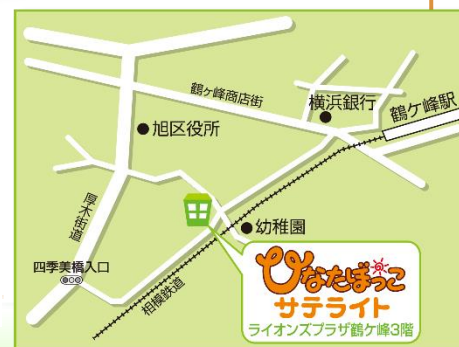 鶴ケ峰商店街
横浜銀行
鶴ケ峰駅
旭区役所
厚木街道
幼稚園
四季美橋入口
相模鉄道
ひなたぼっこ
サテライト
ライオンズプラザ鶴ケ峰3階